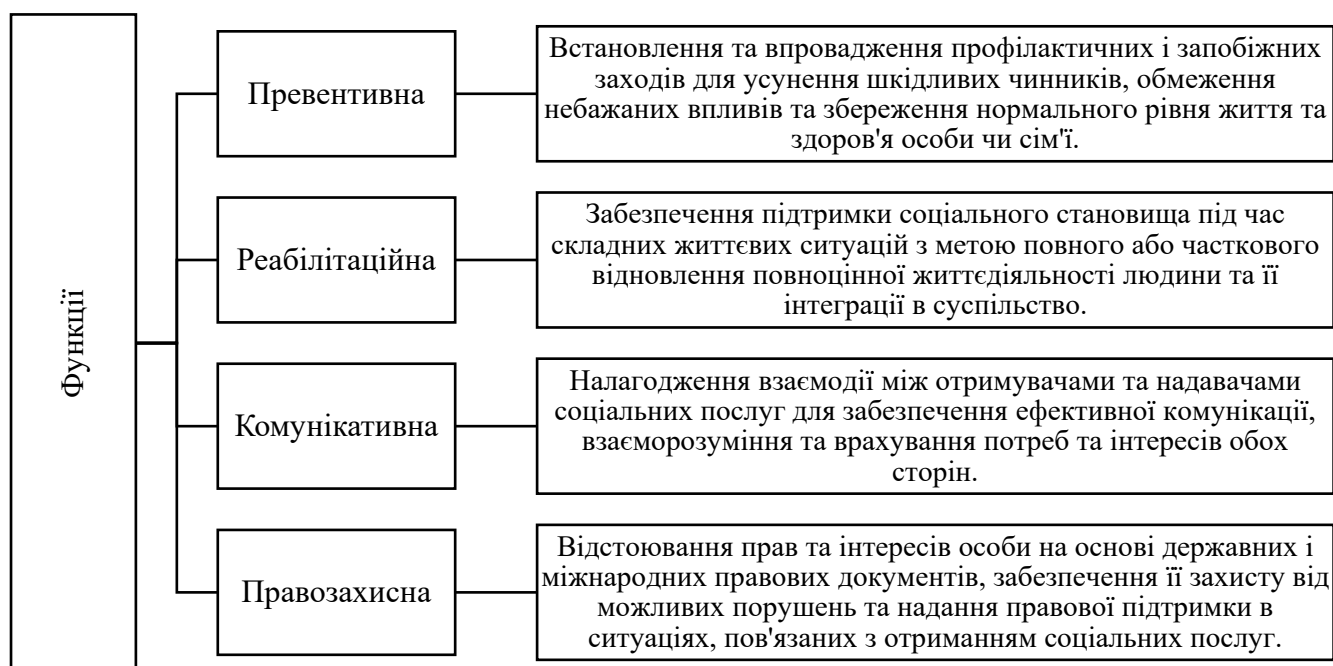 Функції
Превентивна
Встановлення та впровадження профілактичних і запобіжних
заходів для усунення шкідливих чинників, обмеження
небажаних впливів та збереження нормального рівня життя та
здоров'я особи чи сім'ї.
Реабілітаційна
Забезпечення підтримки соціального становища під час
складних життєвих ситуацій з метою повного або часткового
відновлення повноцінної життєдіяльності людини та її
інтеграції в суспільство.
Комунікативна
Налагодження взаємодії між отримувачами та надавачами
соціальних послуг для забезпечення ефективної комунікації,
взаєморозуміння та врахування потреб та інтересів обох
сторін.
Правозахисна
Відстоювання прав та інтересів особи на основі державних і
міжнародних правових документів, забезпечення її захисту від
можливих порушень та надання правової підтримки в
ситуаціях, пов'язаних з отриманням соціальних послуг.